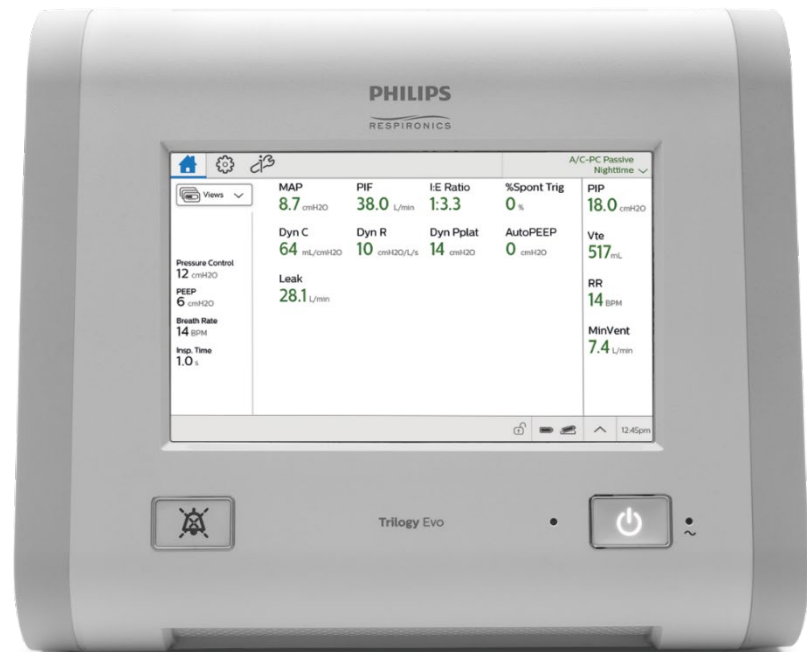 PHILIPS
RESPIRONICS
A/C-PC Passive
Nighttime
Views
MAP
8.7 cmH2O
PIF
38.0 L/min
I:E Ratio
1:3.3
%Spont Trig
0 %
PIP
18.0 cmH2O
Dyn C
64 mL/cmH2O
Dyn R
10 cmH2O/L/s
Dyn Pplat
14 cmH2O
AutoPEEP
0 cmH2O
Vte
517 mL
Pressure Control
12 cmH2O
PEEP
6 cmH2O
Breath Rate
14 BPM
Insp. Time
1.0 s
Leak
28.1 L/min
RR
14 BPM
MinVent
7.4 L/min
12:45pm
Trilogy Evo